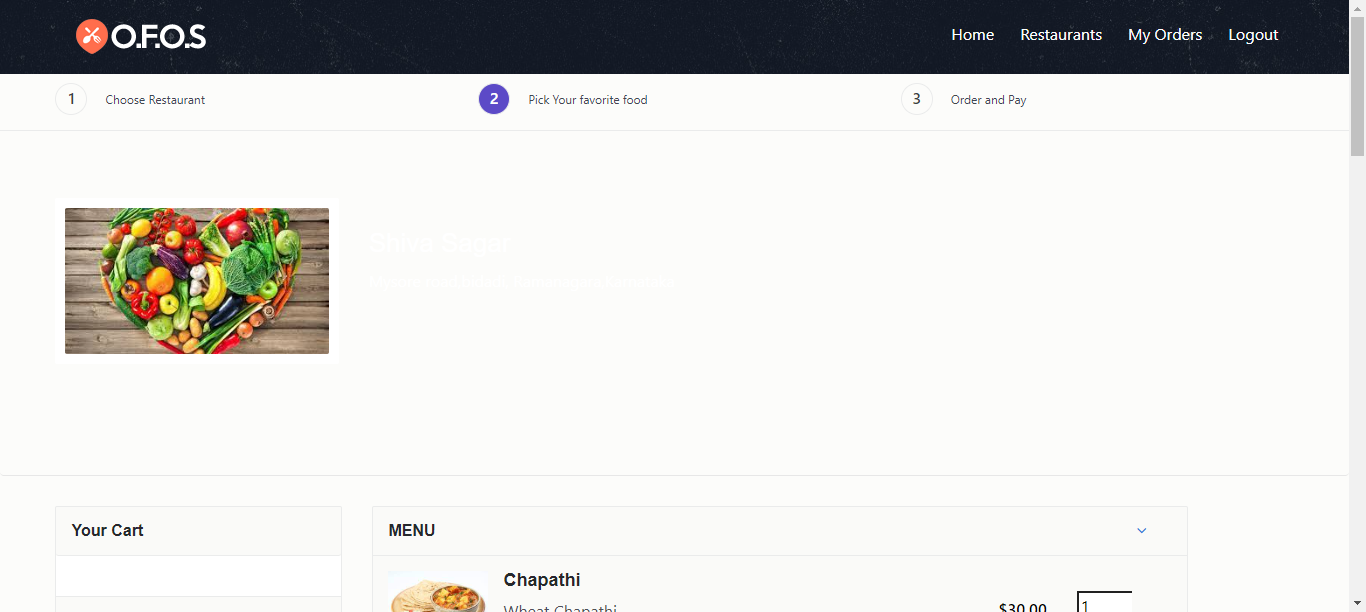 O.F.O.S
Home Restaurants My Orders Logout
1 Choose Restaurant 2 Pick Your favorite food 3 Order and Pay
Shiva Sagar
Your Cart
MENU
Chapathi
Wheat Chapathi
$30.00
1